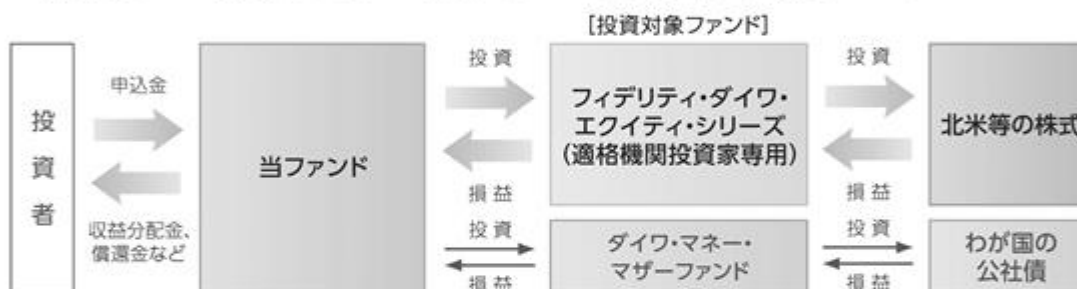 [投資対象ファンド]
投資者
申込金
収益分配金、
償還金など
当ファンド
投資
損益
投資
損益
フィデリティ・ダイワ・
エクイティ・シリーズ
(適格機関投資家専用)
ダイワ・マネー・
マザーファンド
投資
損益
投資
損益
北米等の株式
わが国の
公社債